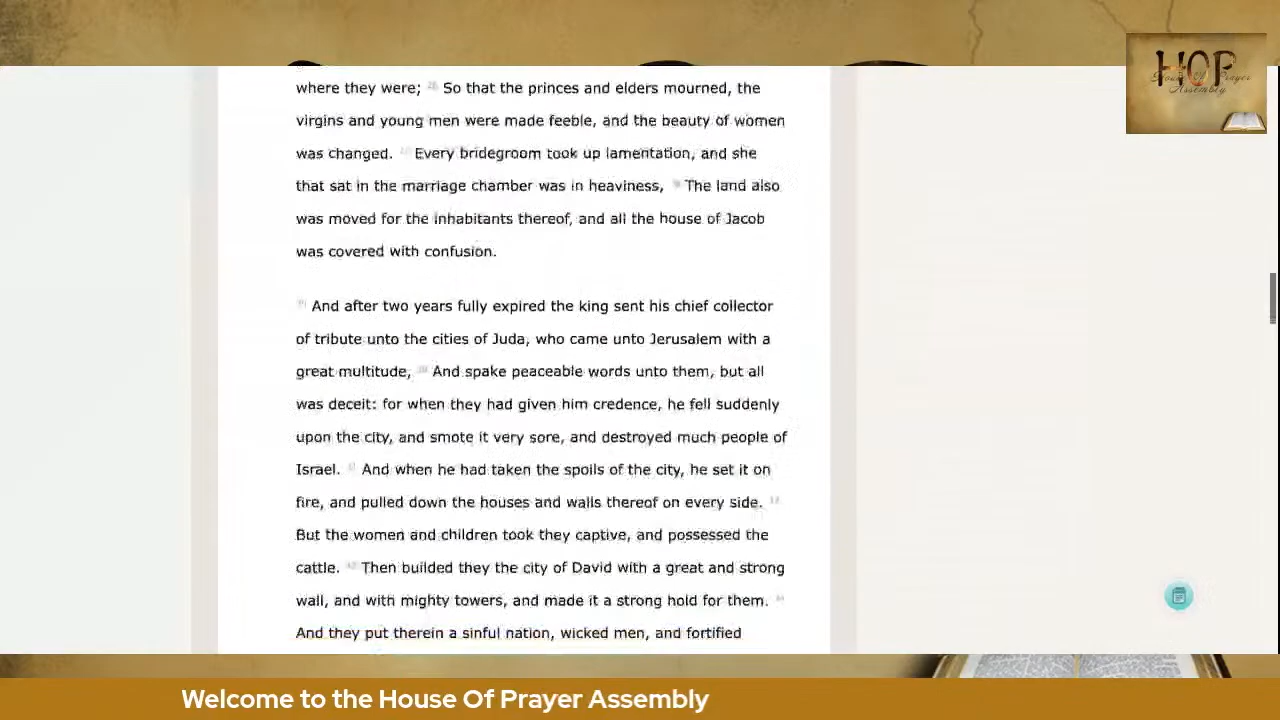 HOP
House Of Prayer
Assembly
where they were; 26 So that the princes and elders mourned, the
virgins and young men were made feeble, and the beauty of women
was changed. Every bridegroom took up lamentation, and she
that sat in the marriage chamber was in heaviness, The land also
was moved for the inhabitants thereof, and all the house of Jacob
was covered with confusion.
And after two years fully expired the king sent his chief collector
of tribute unto the cities of Juda, who came unto Jerusalem with a
great multitude, 30 And spake peaceable words unto them, but all
was deceit: for when they had given him credence, he fell suddenly
upon the city, and smote it very sore, and destroyed much people of
Israel. And when he had taken the spoils of the city, he set it on
fire, and pulled down the houses and walls thereof on every side. 32
But the women and children took they captive, and possessed the
cattle. 33 Then builded they the city of David with a great and strong
wall, and with mighty towers, and made it a strong hold for them. 34
And they put therein a sinful nation, wicked men, and fortified
Welcome to the House Of Prayer Assembly